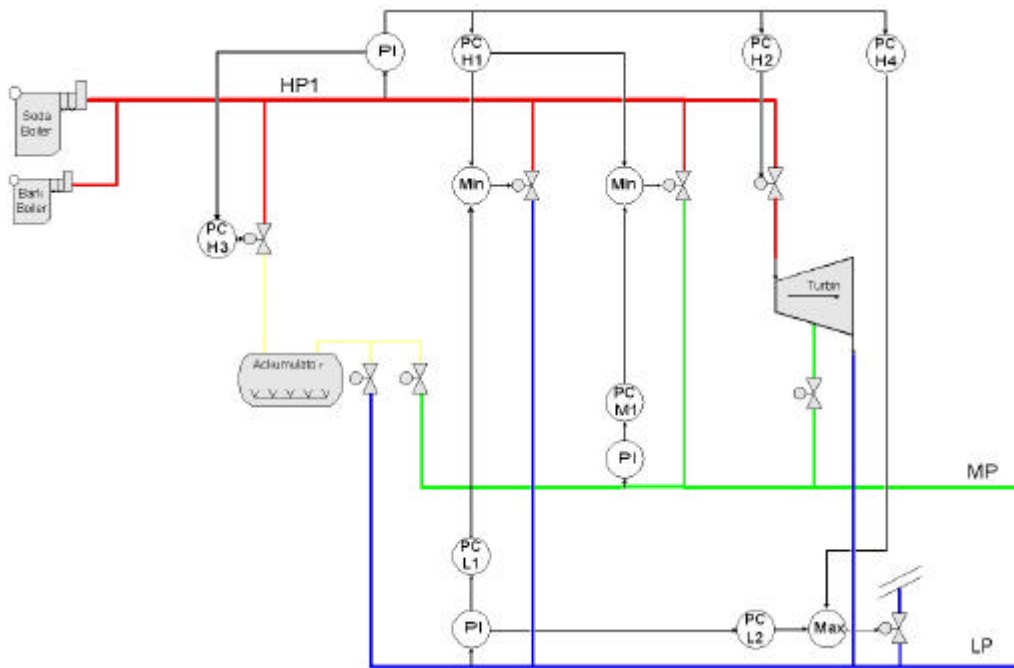 PI
PC
H1
PC
H2
PC
H4
HP1
Soda
Boiler
Min
Min
Bark
Boiler
PC
H3
Turbin
Ackumulator
PC
M1
PI
MP
PC
L1
PI
PC
L2
Max
LP